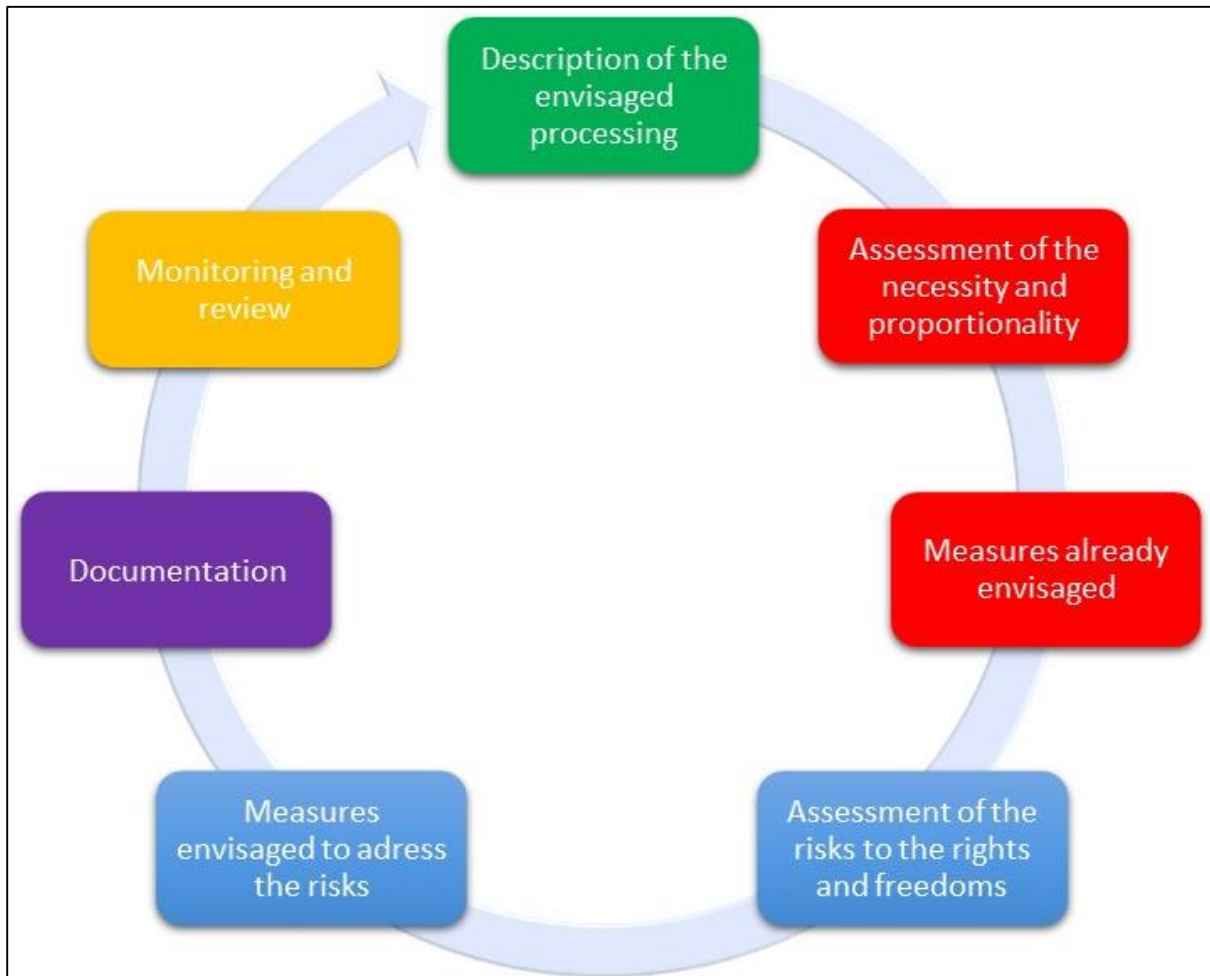 Description of the
envisaged
processing
Assessment of the
necessity and
proportionality
Measures already
envisaged
Assessment of the
risks to the rights
and freedoms
Measures
envisaged to adress
the risks
Documentation
Monitoring and
review